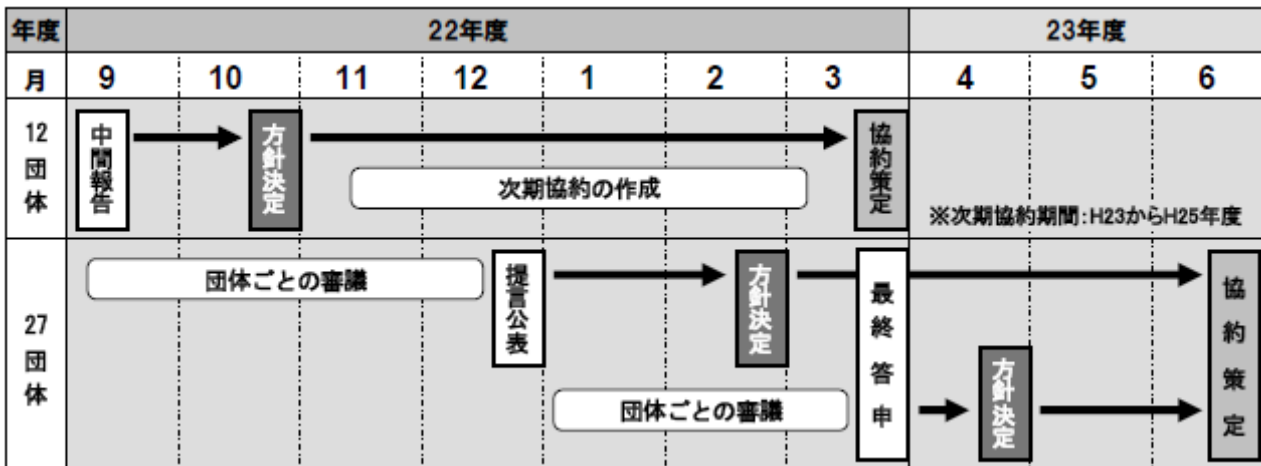 年度
22年度
23年度
月
9
10
11
12
1
2
3
4
5
6
12団体
中間報告
方針決定
次期協約の作成
協約策定
※次期協約期間:H23からH25年度
27団体
団体ごとの審議
提言公表
方針決定
最終答申
協約策定
団体ごとの審議
方針決定